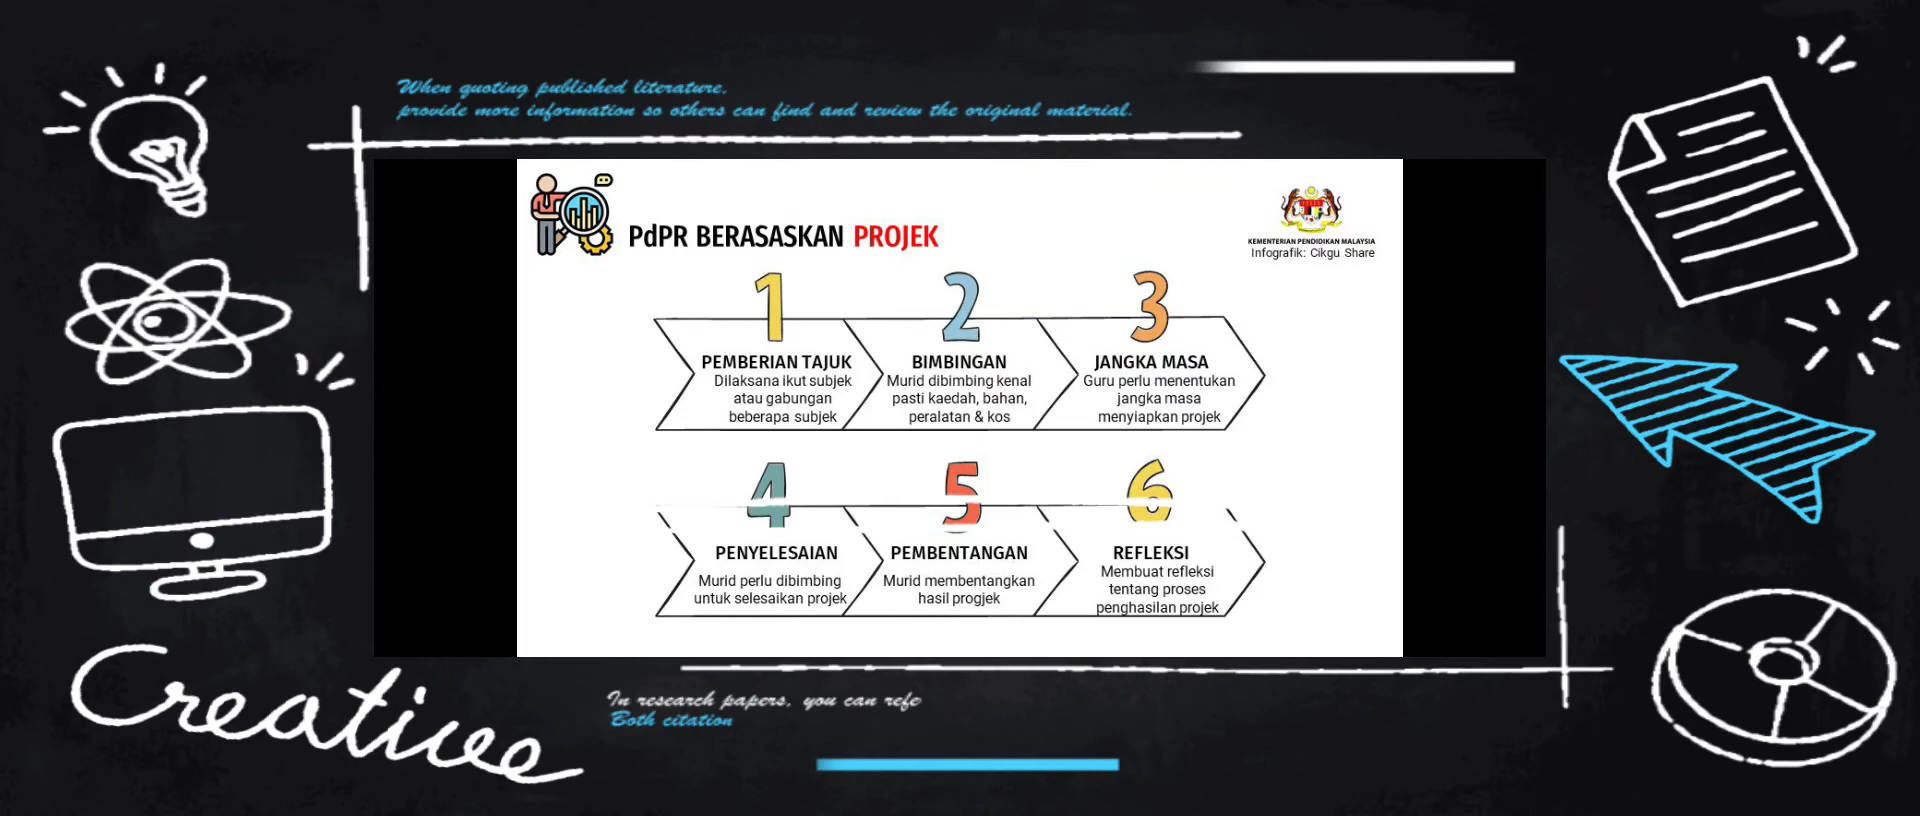 When quoting published literature,
provide more information so others can find and review the original material.
PdPR BERASASKAN PROJEK
KEMENTERIAN PENDIDIKAN MALAYSIA
Infografik: Cikgu Share
1
PEMBERIAN TAJUK
Dilaksana ikut subjek
atau gabungan
beberapa subjek
2
BIMBINGAN
Murid dibimbing kenal
pasti kaedah, bahan,
peralatan & kos
3
JANGKA MASA
Guru perlu menentukan
jangka masa
menyiapkan projek
4
PENYELESAIAN
Murid perlu dibimbing
untuk selesaikan projek
5
PEMBENTANGAN
Murid membentangkan
hasil progjek
6
REFLEKSI
Membuat refleksi
tentang proses
penghasilan projek
Creative
In research papers, you can refe
Both citation